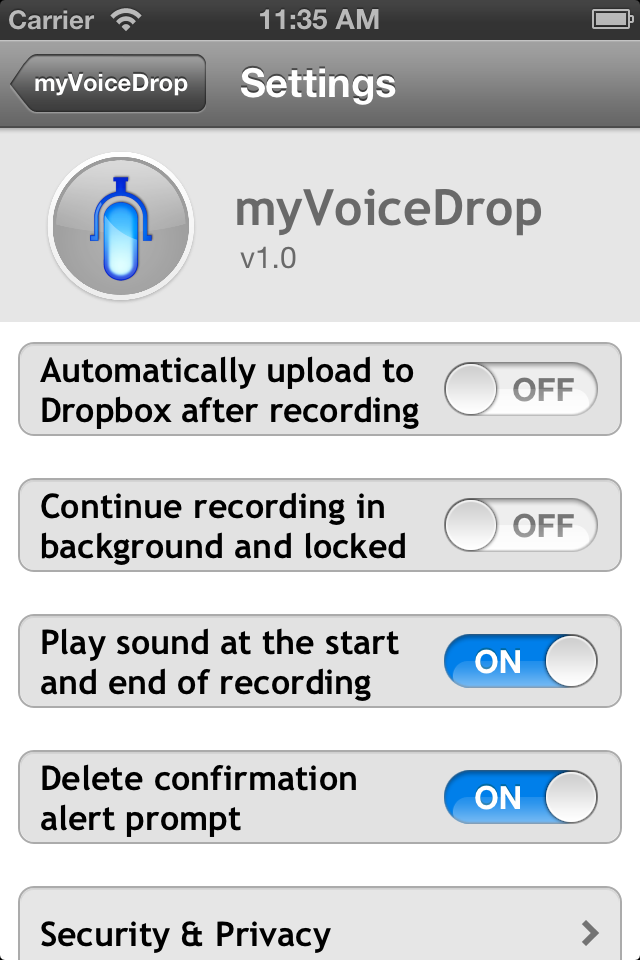 Carrier 11:35 AM
myVoiceDrop Settings
myVoiceDrop
v1.0
Automatically upload to
Dropbox after recording
OFF
Continue recording in
background and locked
OFF
Play sound at the start
and end of recording
ON
Delete confirmation
alert prompt
ON
Security & Privacy